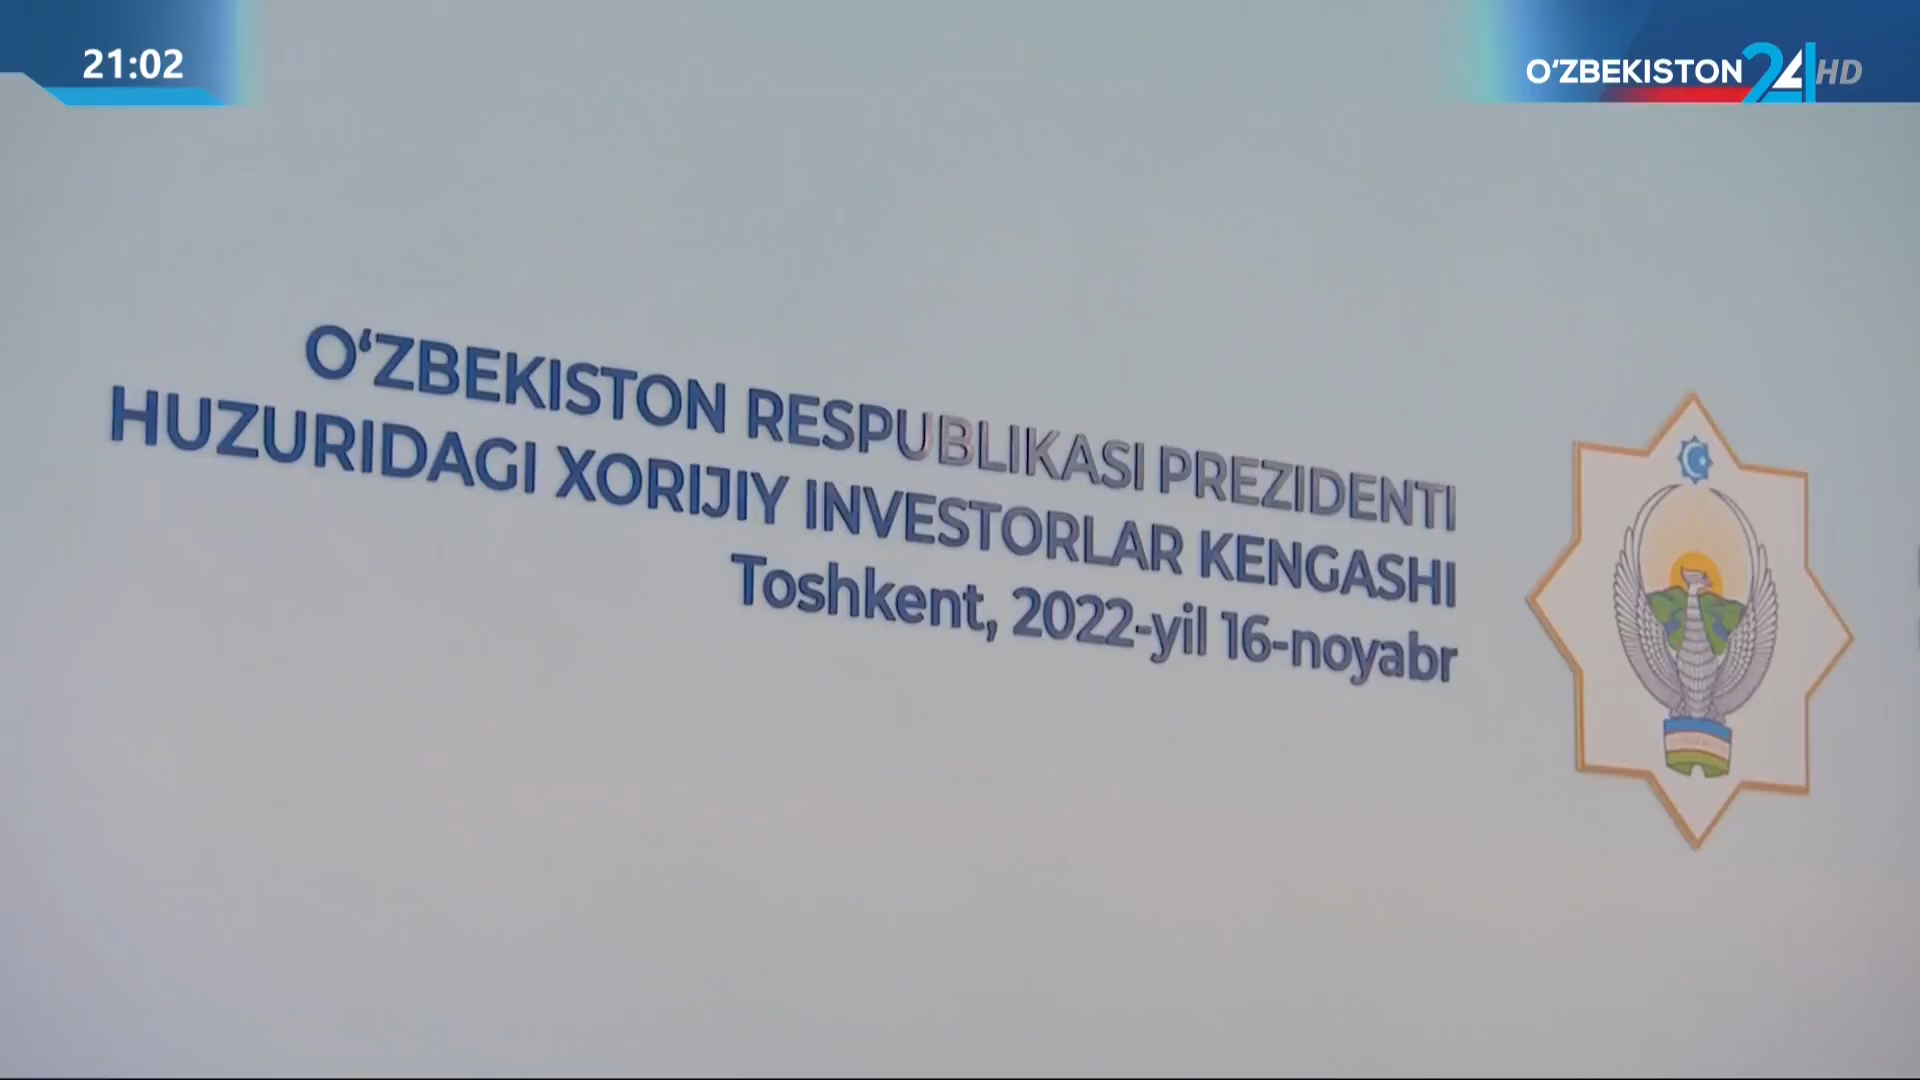 21:02
O‘ZBEKISTON 24 HD
O‘ZBEKISTON RESPUBLIKASI PREZIDENTI
HUZURIDAGI XORIJIY INVESTORLAR KENGASHI
Toshkent, 2022-yil 16-noyabr